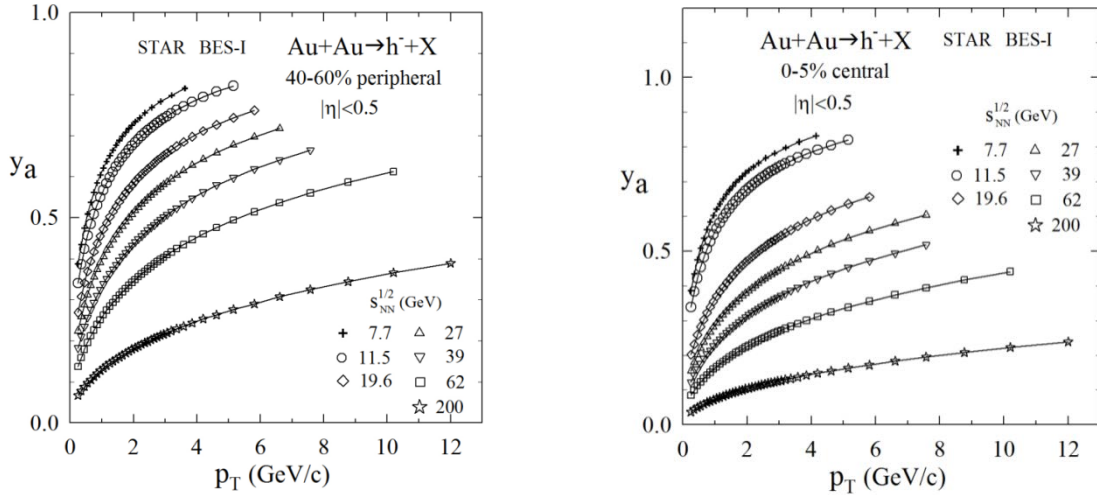 1.0
STAR BES-I
Au+Au→h⁻+X
40-60% peripheral
|η|<0.5
yₐ
0.5
S_NN^1/2 (GeV)
7.7 27
11.5 39
19.6 62
200
0.0
0 2 4 6 8 10 12
p_T (GeV/c)
Au+Au→h⁻+X STAR BES-I
0-5% central
1.0
|η|<0.5
S_NN^1/2 (GeV)
7.7 27
11.5 39
19.6 62
200
yₐ
0.5
0.0
0 2 4 6 8 10 12
p_T (GeV/c)